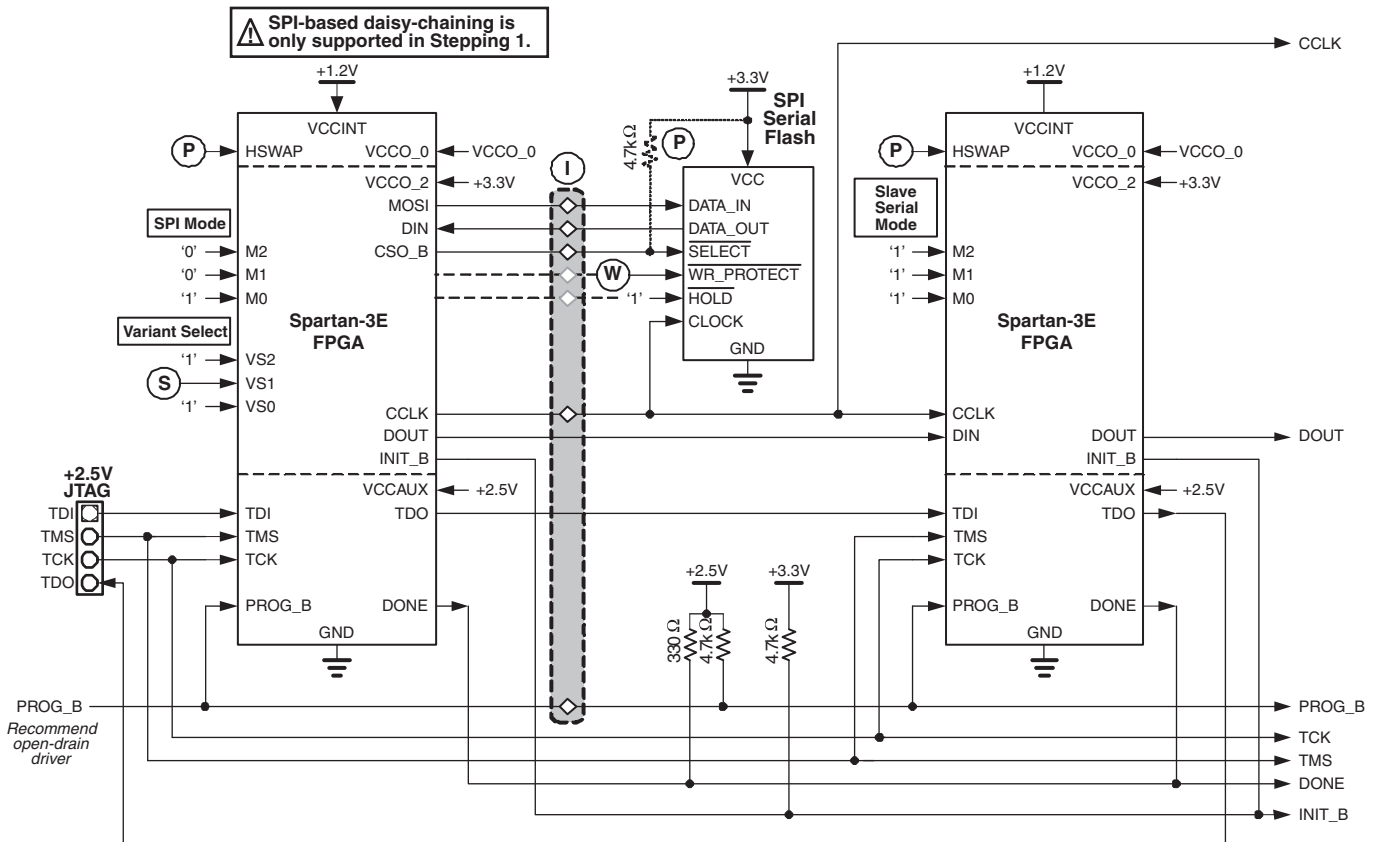 SPI-based daisy-chaining is
only supported in Stepping 1.
CCLK
+1.2V
+3.3V
SPI
Serial
Flash
+1.2V
VCCINT
P
HSWAP
VCCO_0
VCCO_0
VCCO_2
+3.3V
MOSI
DIN
CSO_B
SPI Mode
'0'
M2
'0'
M1
'1'
M0
Spartan-3E
FPGA
Variant Select
'1'
VS2
S
VS1
'1'
VS0
CCLK
DOUT
INIT_B
VCCAUX
+2.5V
TDO
+2.5V
JTAG
TDI
TMS
TCK
TDO
TDI
TMS
TCK
PROG_B
DONE
GND
I
4.7kΩ
P
VCC
DATA_IN
DATA_OUT
SELECT
W
WR_PROTECT
'1'
HOLD
CLOCK
GND
VCCINT
P
HSWAP
VCCO_0
VCCO_0
VCCO_2
+3.3V
Slave
Serial
Mode
'1'
M2
'1'
M1
'1'
M0
Spartan-3E
FPGA
CCLK
DIN
DOUT
DOUT
INIT_B
VCCAUX
+2.5V
TDI
TDO
TMS
TCK
PROG_B
DONE
GND
+2.5V
+3.3V
330 Ω
4.7kΩ
4.7kΩ
PROG_B
Recommend
open-drain
driver
PROG_B
TCK
TMS
DONE
INIT_B